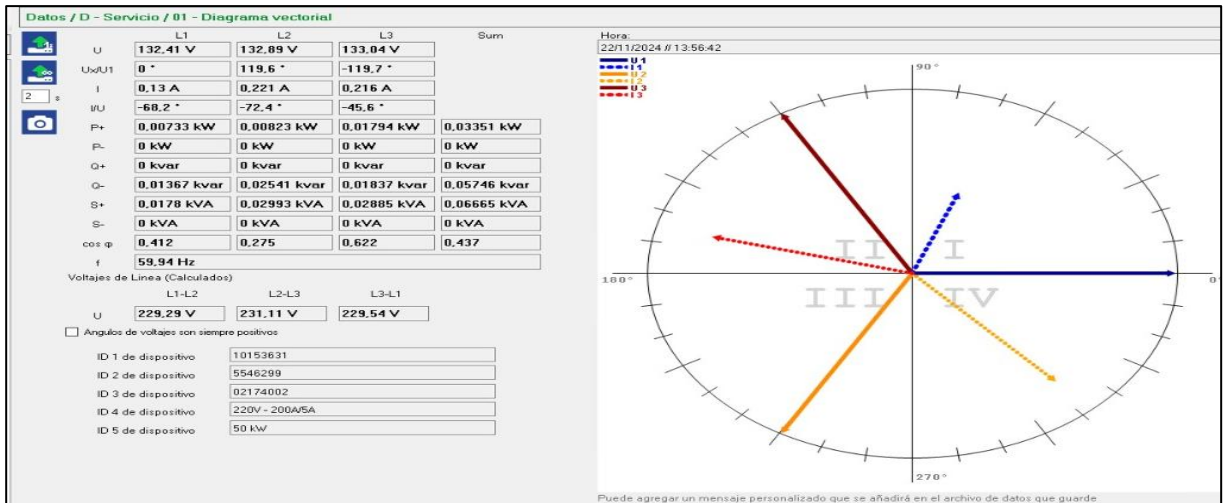 Datos / D - Servicio / 01 - Diagrama vectorial
L1 L2 L3 Sum
U 132,41 V 132,89 V 133,04 V
Ux/U1 0 ° 119,6 ° -119,7 °
I 0,13 A 0,221 A 0,216 A
I/U -68,2 ° -72,4 ° -45,6 °
P+ 0,00733 kW 0,00823 kW 0,01794 kW 0,03351 kW
P- 0 kW 0 kW 0 kW 0 kW
Q+ 0 kvar 0 kvar 0 kvar 0 kvar
Q- 0,01367 kvar 0,02541 kvar 0,01837 kvar 0,05746 kvar
S+ 0,0178 kVA 0,02993 kVA 0,02885 kVA 0,06665 kVA
S- 0 kVA 0 kVA 0 kVA 0 kVA
cos φ 0,412 0,275 0,622 0,437
f 59,94 Hz
2 s
Voltajes de Linea (Calculados)
L1-L2 L2-L3 L3-L1
U 229,29 V 231,11 V 229,54 V
Angulos de voltajes son siempre positivos
ID 1 de dispositivo 10153631
ID 2 de dispositivo 5546299
ID 3 de dispositivo 02174002
ID 4 de dispositivo 220V - 200A/5A
ID 5 de dispositivo 50 kW
Hora:
22/11/2024 // 13:56:42
U1
I1
U2
I2
U3
I3
90°
II I
180° 0°
III IV
270°
Puede agregar un mensaje personalizado que se añadirá en el archivo de datos que guarde